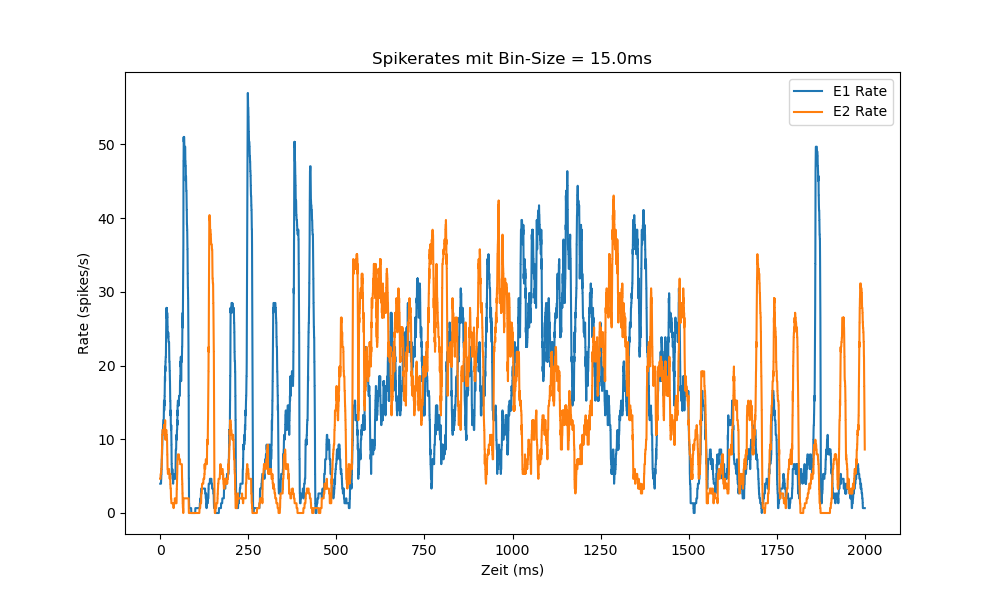 Spikerates mit Bin-Size = 15.0ms
E1 Rate
E2 Rate
Rate (spikes/s)
50
40
30
20
10
0
0 250 500 750 1000 1250 1500 1750 2000
Zeit (ms)